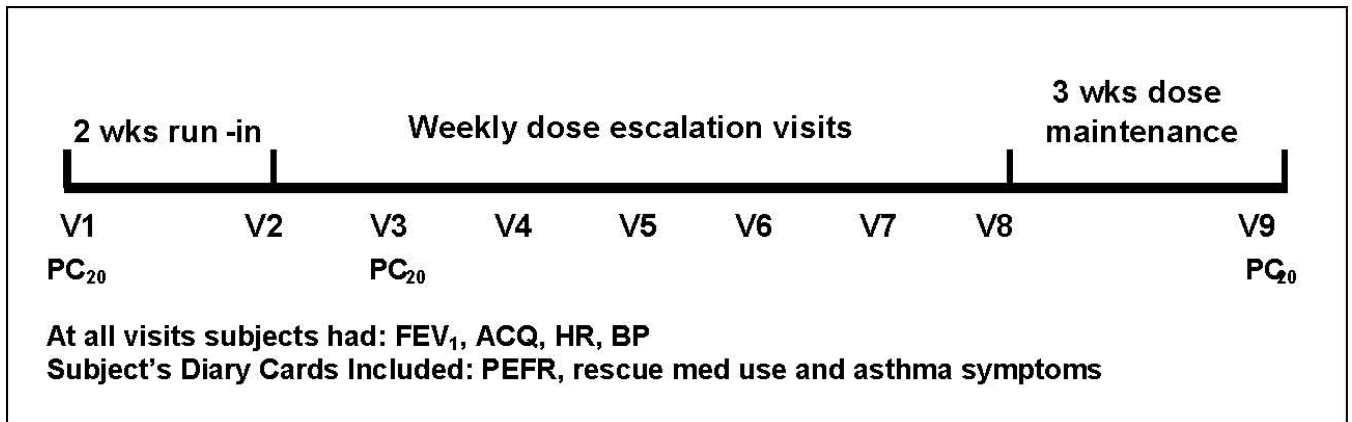 3 wks dose
2 wks run -in Weekly dose escalation visits maintenance
V1 V2 V3 V4 V5 V6 V7 V8 V9
PC₂₀ PC₂₀ PC₂₀
At all visits subjects had: FEV₁, ACQ, HR, BP
Subject's Diary Cards Included: PEFR, rescue med use and asthma symptoms